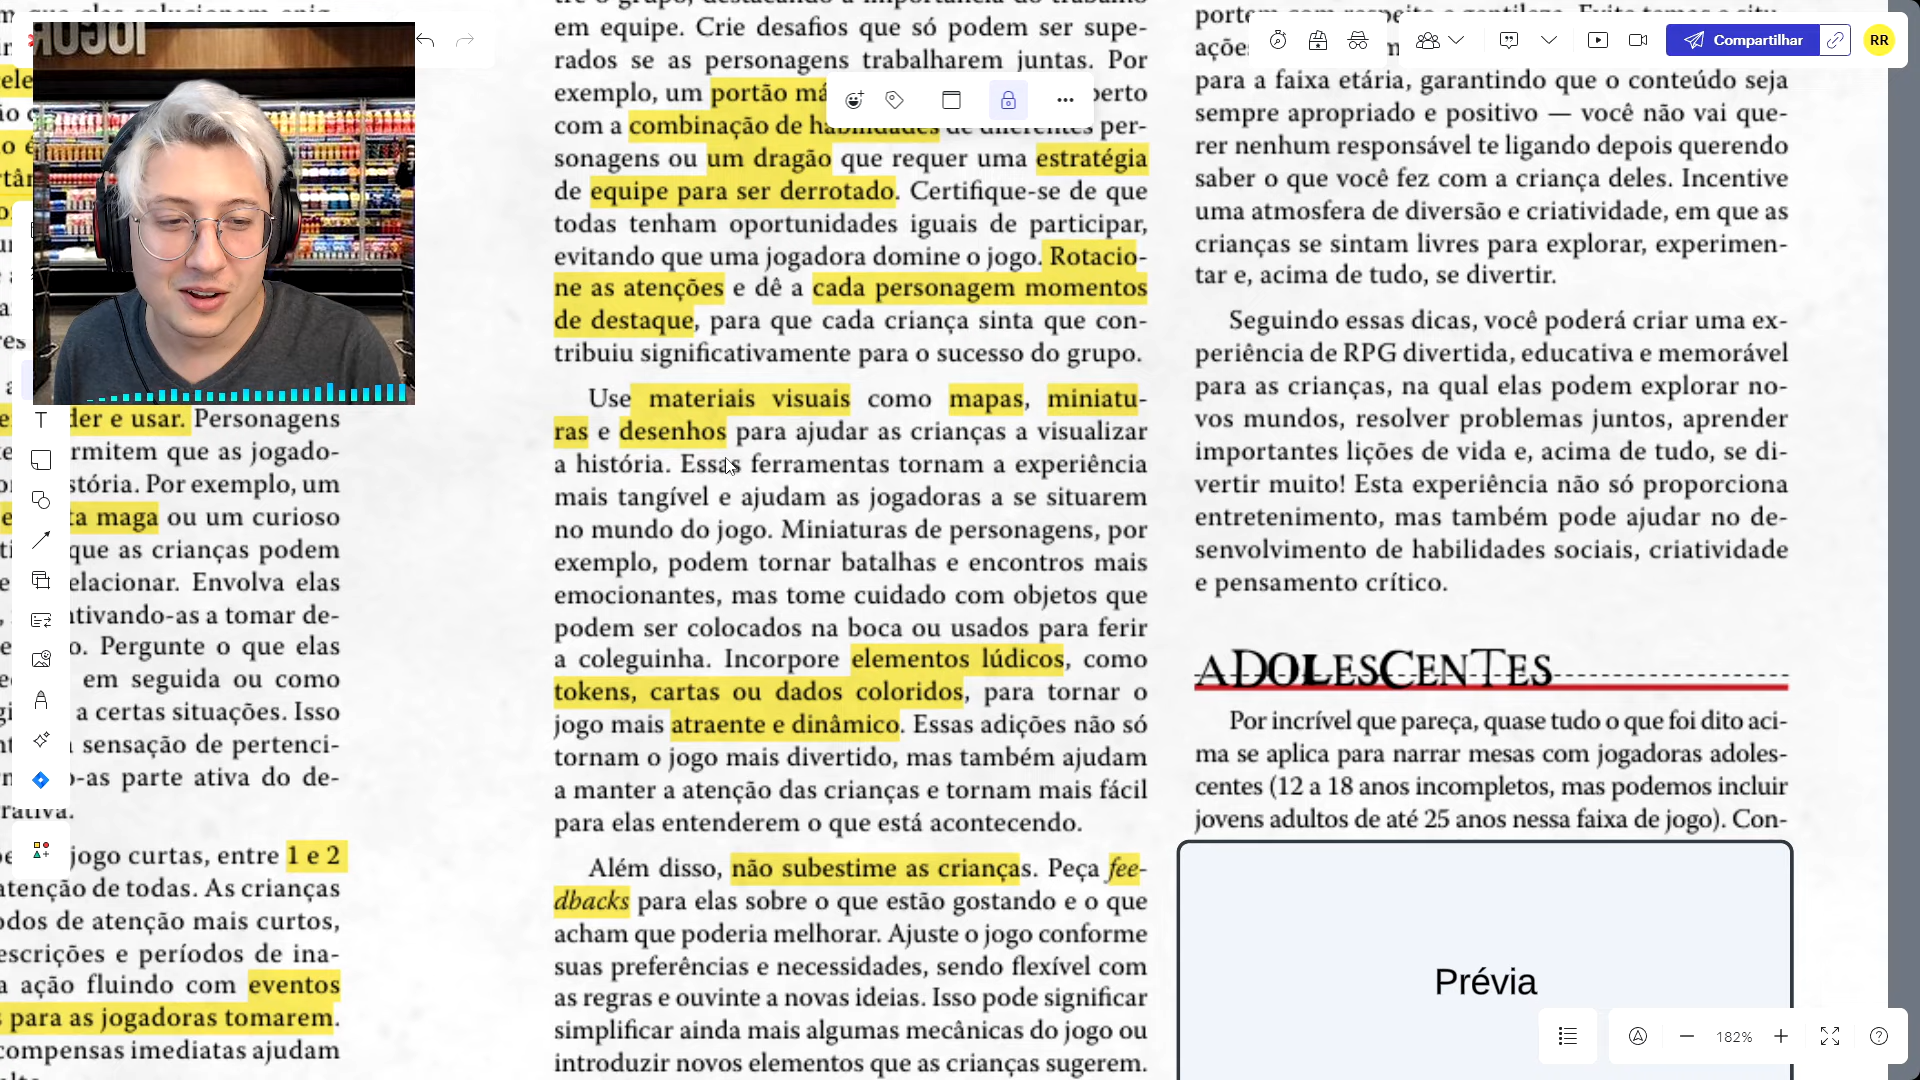 der e usar. Personagens
rmitem que as jogado-
stória. Por exemplo, um
ta maga ou um curioso
que as crianças podem
elacionar. Envolva elas
ntivando-as a tomar de-
o. Pergunte o que elas
em seguida ou como
a certas situações. Isso
sensação de pertenci-
o-as parte ativa do de-
rativa.
jogo curtas, entre 1 e 2
atenção de todas. As crianças
odos de atenção mais curtos,
escrições e períodos de ina-
a ação fluindo com eventos
s para as jogadoras tomarem.
compensas imediatas ajudam
em equipe. Crie desafios que só podem ser supe-
rados se as personagens trabalharem juntas. Por
exemplo, um portão má
perto
com a combinação de habilidades de diferentes per-
sonagens ou um dragão que requer uma estratégia
de equipe para ser derrotado. Certifique-se de que
todas tenham oportunidades iguais de participar,
evitando que uma jogadora domine o jogo. Rotacio-
ne as atenções e dê a cada personagem momentos
de destaque, para que cada criança sinta que con-
tribuiu significativamente para o sucesso do grupo.
Use materiais visuais como mapas, miniatu-
ras e desenhos para ajudar as crianças a visualizar
a história. Essas ferramentas tornam a experiência
mais tangível e ajudam as jogadoras a se situarem
no mundo do jogo. Miniaturas de personagens, por
exemplo, podem tornar batalhas e encontros mais
emocionantes, mas tome cuidado com objetos que
podem ser colocados na boca ou usados para ferir
a coleguinha. Incorpore elementos lúdicos, como
tokens, cartas ou dados coloridos, para tornar o
jogo mais atraente e dinâmico. Essas adições não só
tornam o jogo mais divertido, mas também ajudam
a manter a atenção das crianças e tornam mais fácil
para elas entenderem o que está acontecendo.
Além disso, não subestime as crianças. Peça fee-
dbacks para elas sobre o que estão gostando e o que
acham que poderia melhorar. Ajuste o jogo conforme
suas preferências e necessidades, sendo flexível com
as regras e ouvinte a novas ideias. Isso pode significar
simplificar ainda mais algumas mecânicas do jogo ou
introduzir novos elementos que as crianças sugerem.
Compartilhar
RR
para a faixa etária, garantindo que o conteúdo seja
sempre apropriado e positivo — você não vai que-
rer nenhum responsável te ligando depois querendo
saber o que você fez com a criança deles. Incentive
uma atmosfera de diversão e criatividade, em que as
crianças se sintam livres para explorar, experimen-
tar e, acima de tudo, se divertir.
Seguindo essas dicas, você poderá criar uma ex-
periência de RPG divertida, educativa e memorável
para as crianças, na qual elas podem explorar no-
vos mundos, resolver problemas juntos, aprender
importantes lições de vida e, acima de tudo, se di-
vertir muito! Esta experiência não só proporciona
entretenimento, mas também pode ajudar no de-
senvolvimento de habilidades sociais, criatividade
e pensamento crítico.
ADOLESCENTES
Por incrível que pareça, quase tudo o que foi dito aci-
ma se aplica para narrar mesas com jogadoras adoles-
centes (12 a 18 anos incompletos, mas podemos incluir
jovens adultos de até 25 anos nessa faixa de jogo). Con-
Prévia
182%